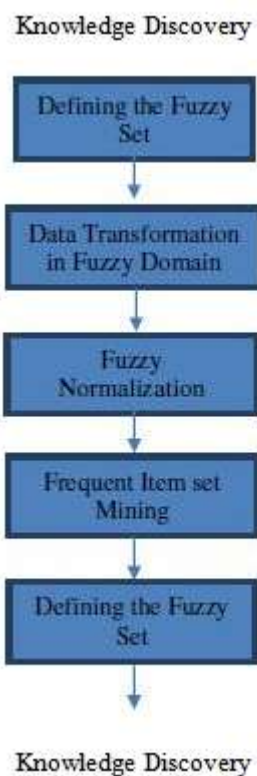 Knowledge Discovery
Defining the Fuzzy
Set
Data Transformation
in Fuzzy Domain
Fuzzy
Normalization
Frequent Item set
Mining
Defining the Fuzzy
Set
Knowledge Discovery